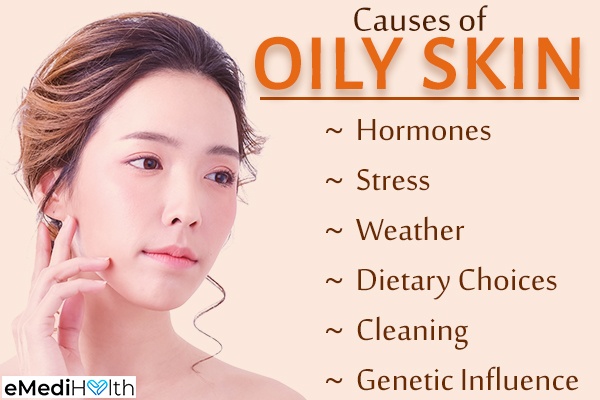 Causes of
OILY SKIN
~ Hormones
~ Stress
~ Weather
~ Dietary Choices
~ Cleaning
~ Genetic Influence
eMediHealth